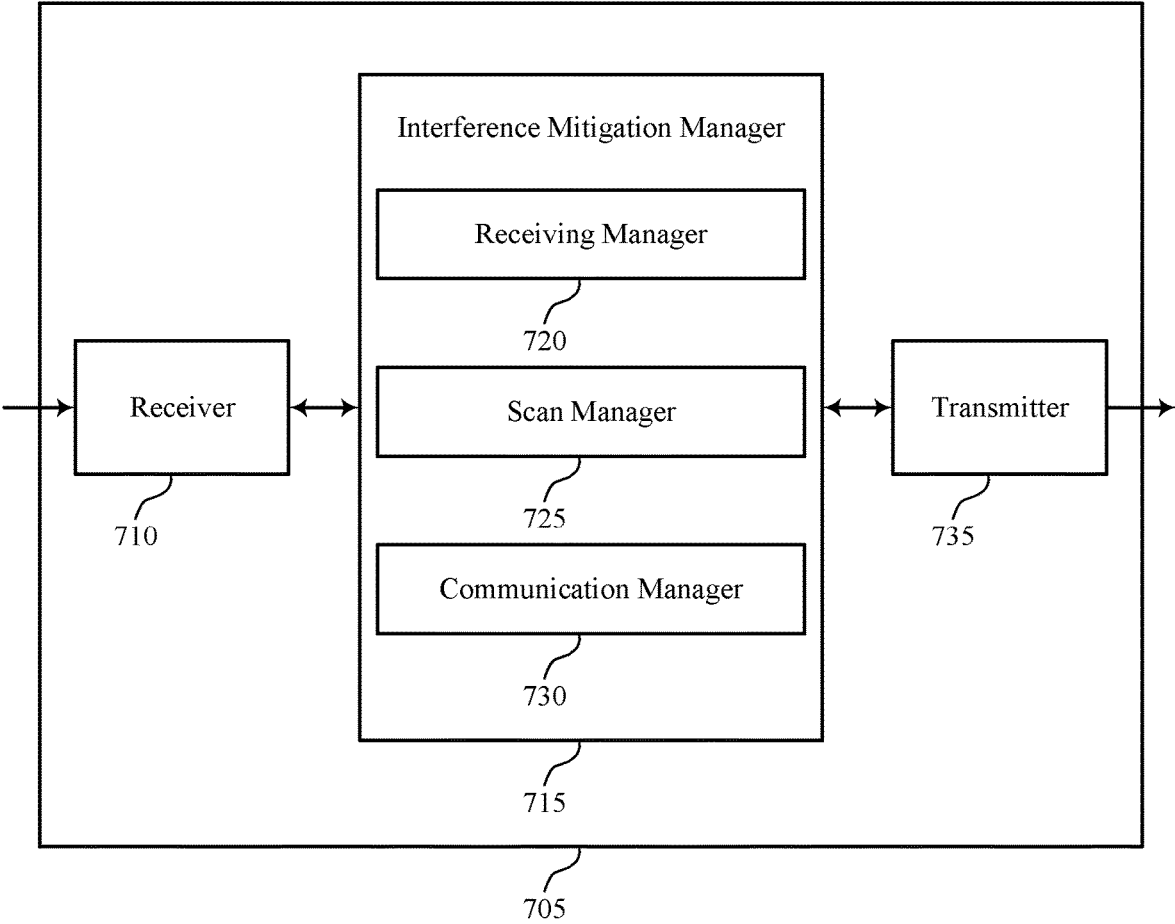 Interference Mitigation Manager
Receiving Manager
720
Receiver
710
Scan Manager
725
Transmitter
735
Communication Manager
730
715
705